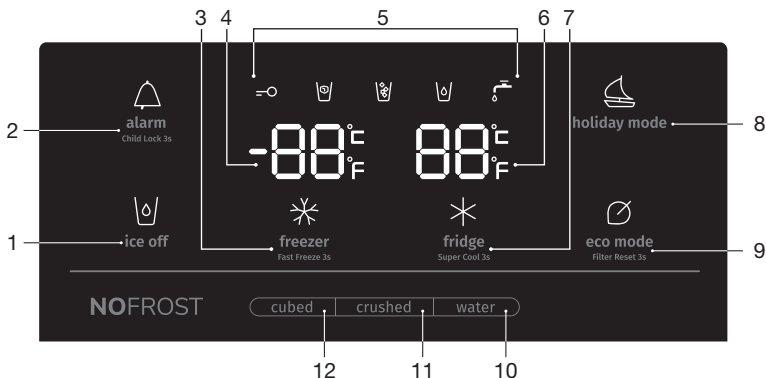 3 4 5 6 7
-88°C °F 88°C °F
2 alarm holiday mode 8
Child Lock 3s
1 ice off freezer fridge eco mode 9
Fast Freeze 3s Super Cool 3s Filter Reset 3s
NOFROST cubed crushed water
12 11 10